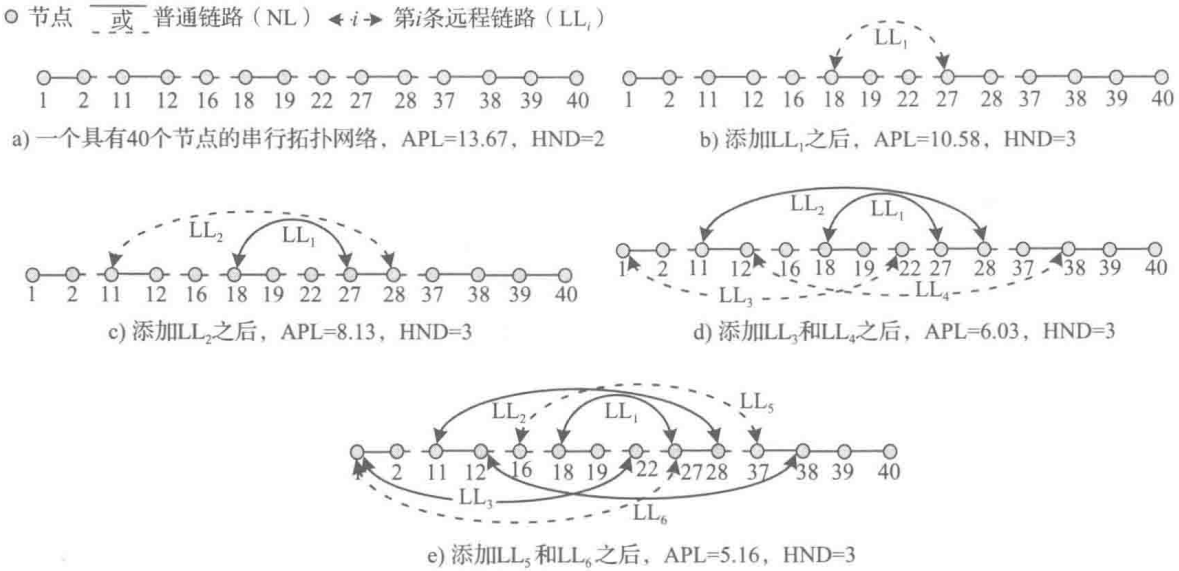 节点 或 普通链路（NL） i 第i条远程链路（LLᵢ）
LL₁
1 2 11 12 16 18 19 22 27 28 37 38 39 40
1 2 11 12 16 18 19 22 27 28 37 38 39 40
a) 一个具有40个节点的串行拓扑网络，APL=13.67，HND=2
b) 添加LL₁之后，APL=10.58，HND=3
LL₂ LL₁
1 2 11 12 16 18 19 22 27 28 37 38 39 40
c) 添加LL₂之后，APL=8.13，HND=3
LL₂ LL₁
1 2 11 12 16 18 19 22 27 28 37 38 39 40
LL₃ LL₄
d) 添加LL₃和LL₄之后，APL=6.03，HND=3
LL₂ LL₁ LL₅
1 2 11 12 16 18 19 22 27 28 37 38 39 40
LL₃ LL₆
e) 添加LL₅和LL₆之后，APL=5.16，HND=3